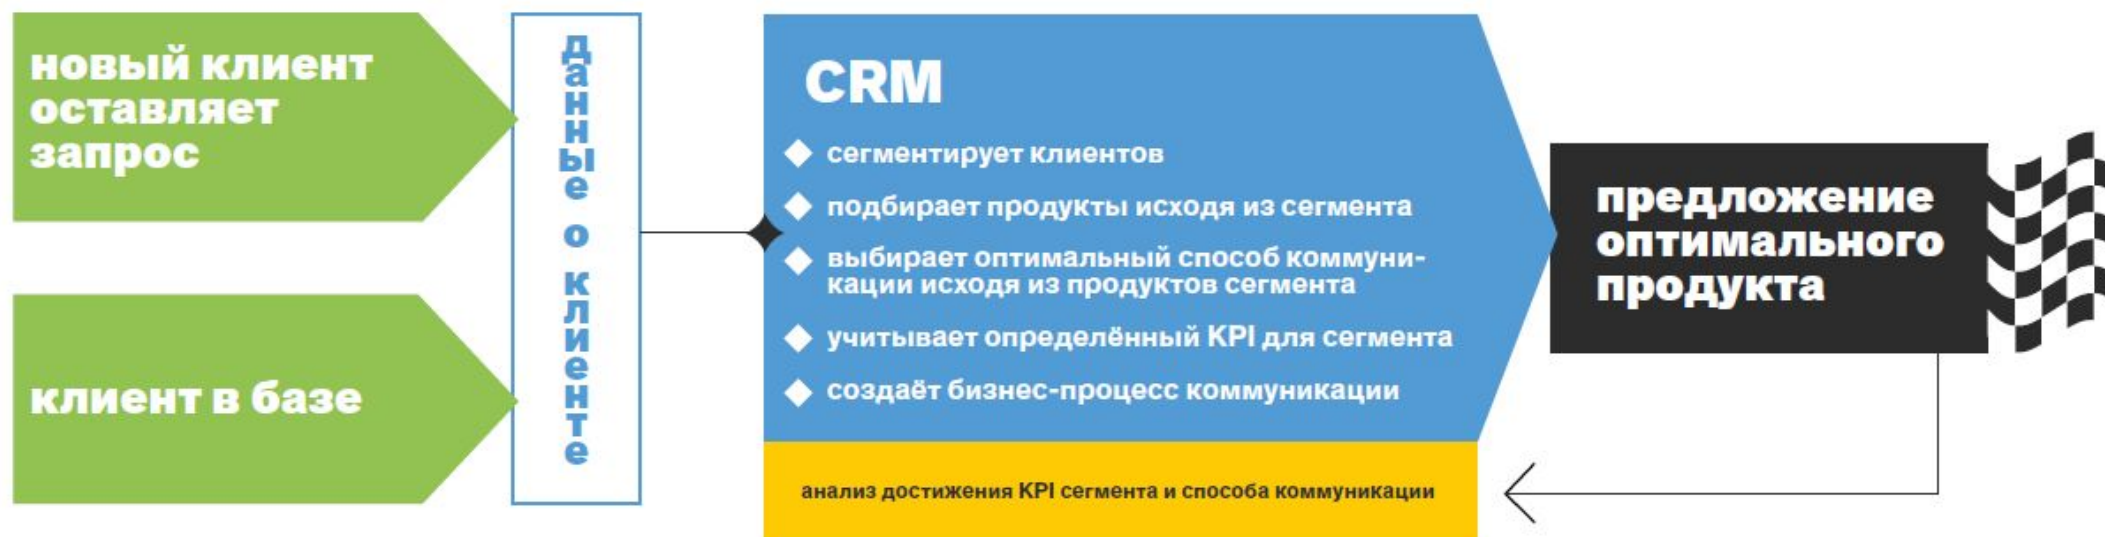 новый клиент
оставляет
запрос
клиент в базе
данные о клиенте
CRM
сегментирует клиентов
подбирает продукты исходя из сегмента
выбирает оптимальный способ коммуни-
кации исходя из продуктов сегмента
учитывает определённый KPI для сегмента
создаёт бизнес-процесс коммуникации
анализ достижения KPI сегмента и способа коммуникации
предложение
оптимального
продукта